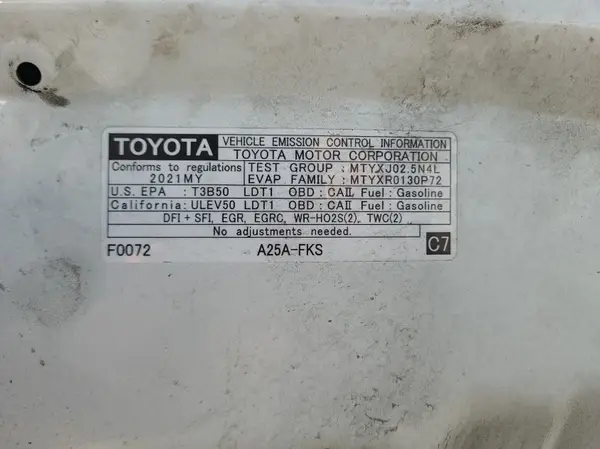 TOYOTA VEHICLE EMISSION CONTROL INFORMATION
TOYOTA MOTOR CORPORATION
Conforms to regulations TEST GROUP : MTYXJ02.5N4L
2021MY EVAP FAMILY : MTYXR0130P72
U.S. EPA : T3B50 LDT1 OBD : CAII Fuel : Gasoline
California: ULEV50 LDT1 OBD : CAII Fuel : Gasoline
DFI + SFI, EGR, EGRC, WR-HO2S(2), TWC(2)
No adjustments needed.
F0072 A25A-FKS C7